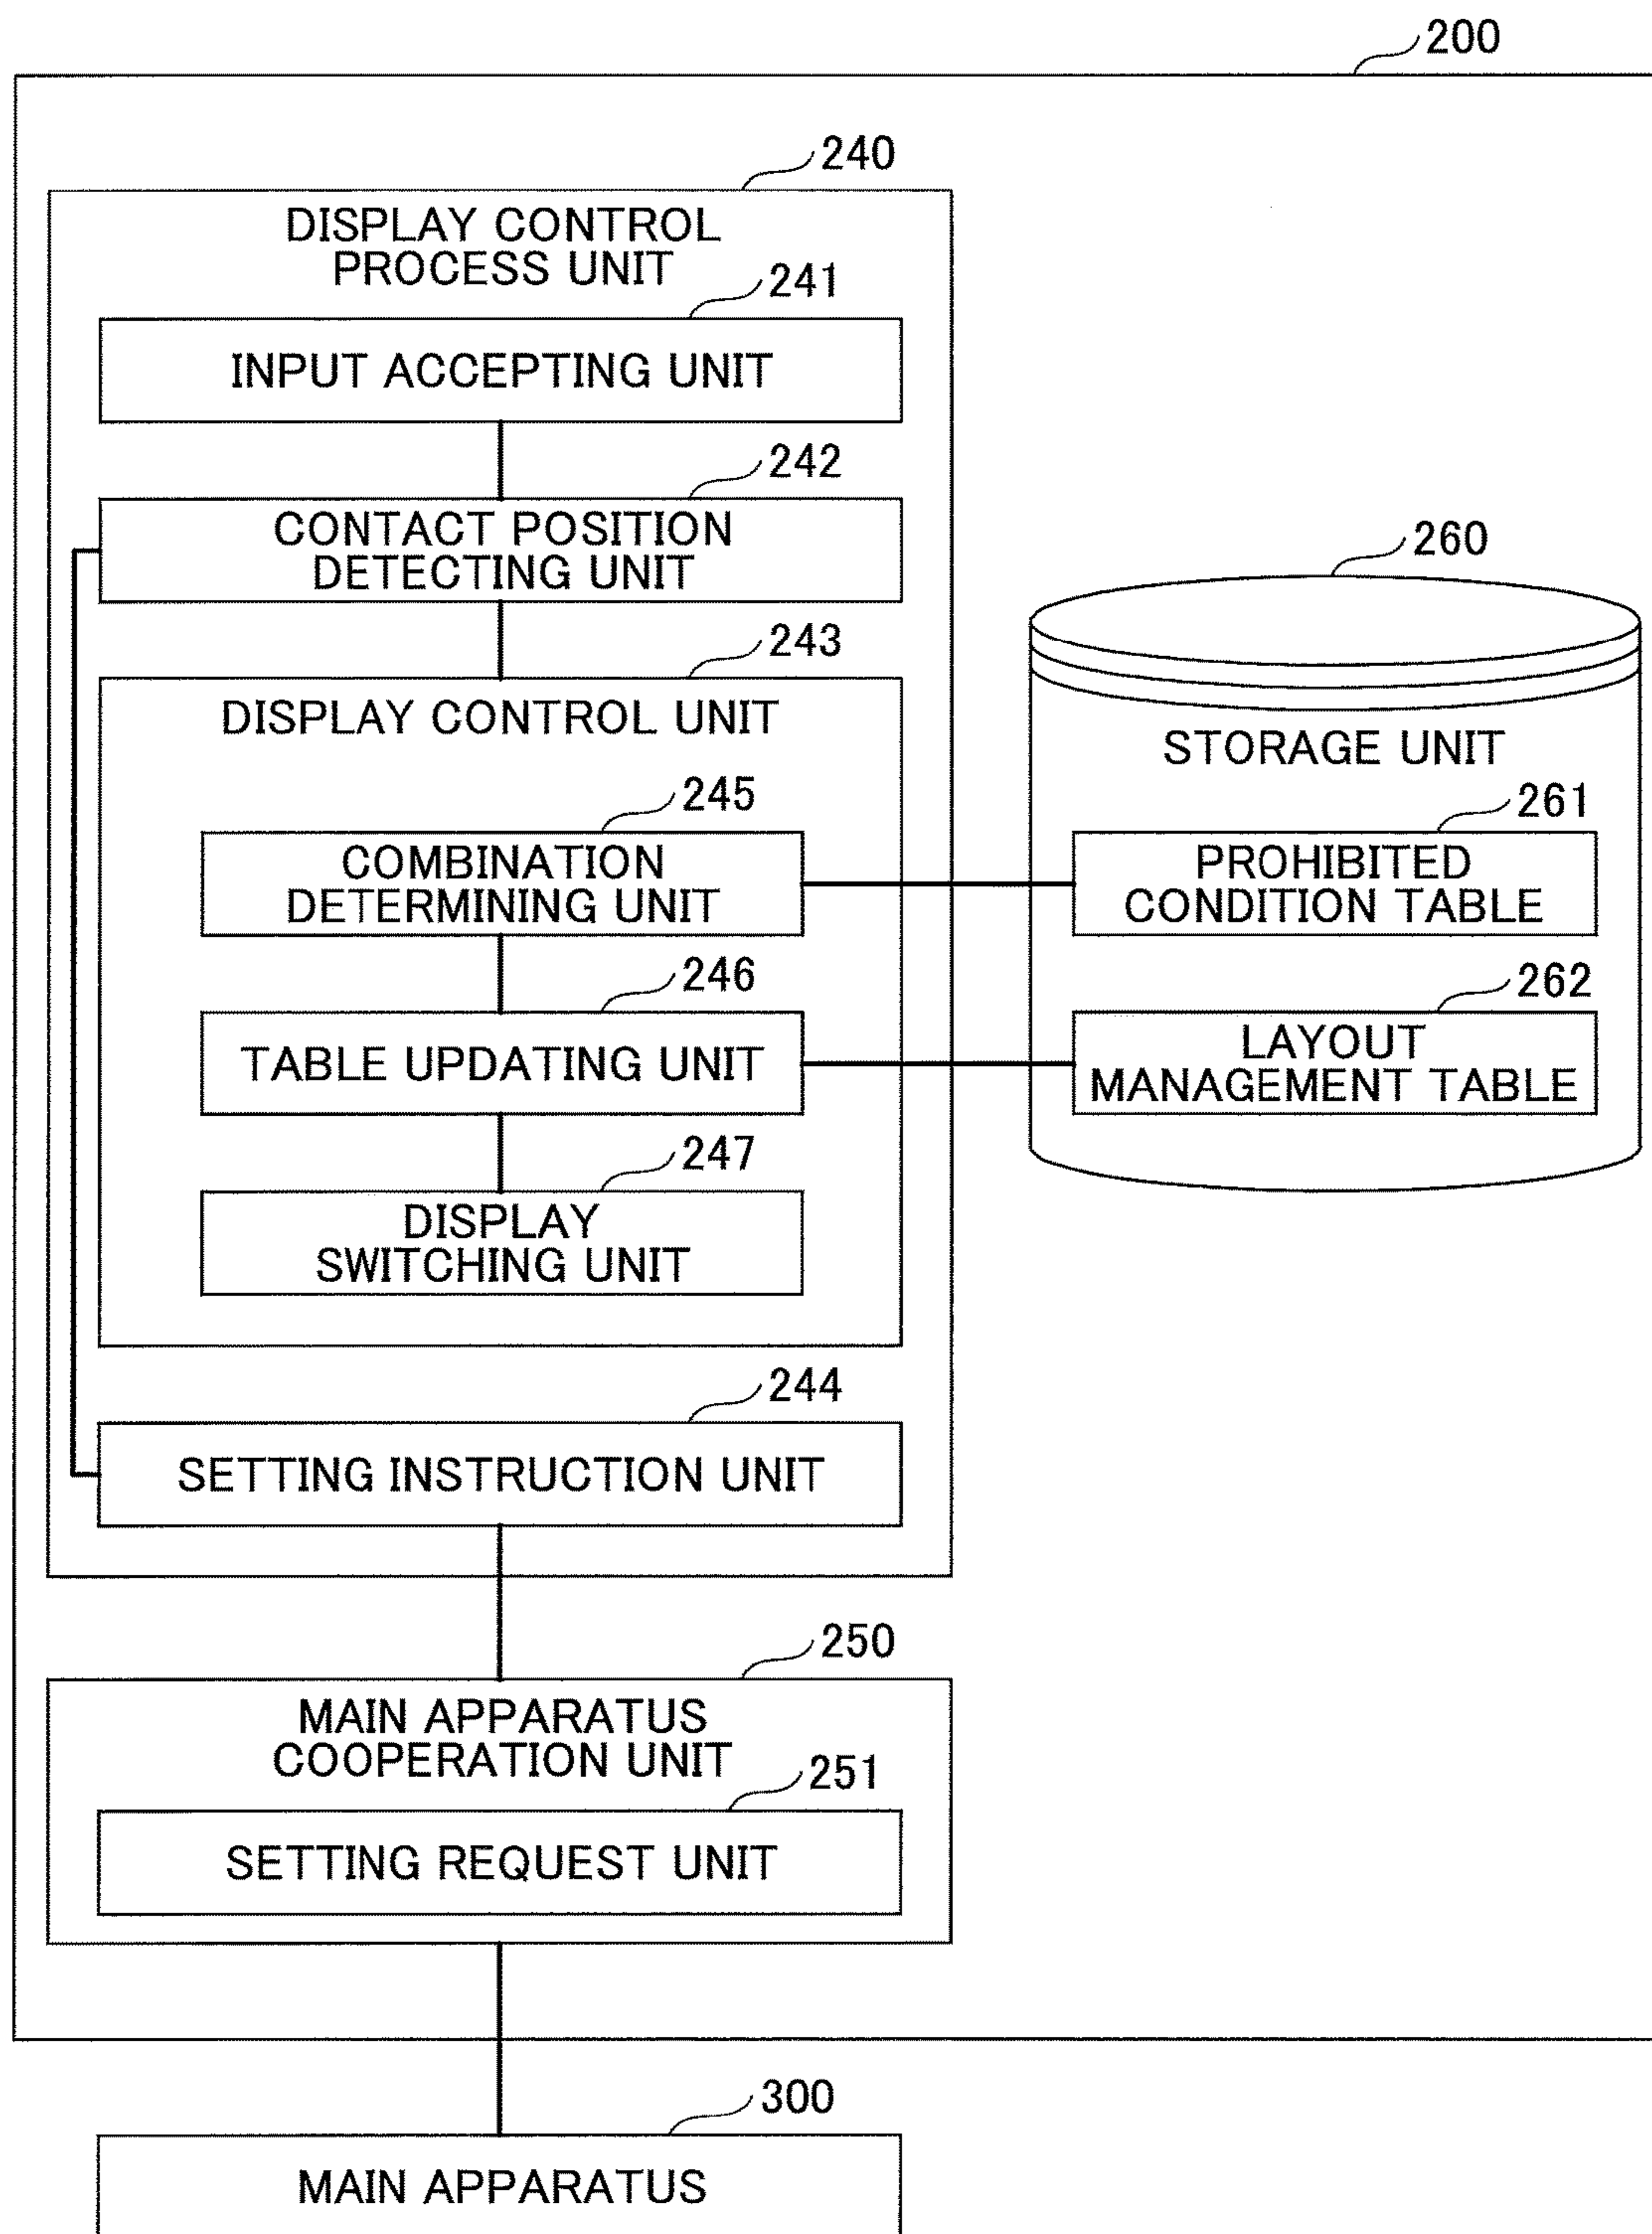 200
240
DISPLAY CONTROL
PROCESS UNIT
241
INPUT ACCEPTING UNIT
242
CONTACT POSITION
DETECTING UNIT
243
DISPLAY CONTROL UNIT
245
COMBINATION
DETERMINING UNIT
246
TABLE UPDATING UNIT
247
DISPLAY
SWITCHING UNIT
244
SETTING INSTRUCTION UNIT
260
STORAGE UNIT
261
PROHIBITED
CONDITION TABLE
262
LAYOUT
MANAGEMENT TABLE
250
MAIN APPARATUS
COOPERATION UNIT
251
SETTING REQUEST UNIT
300
MAIN APPARATUS